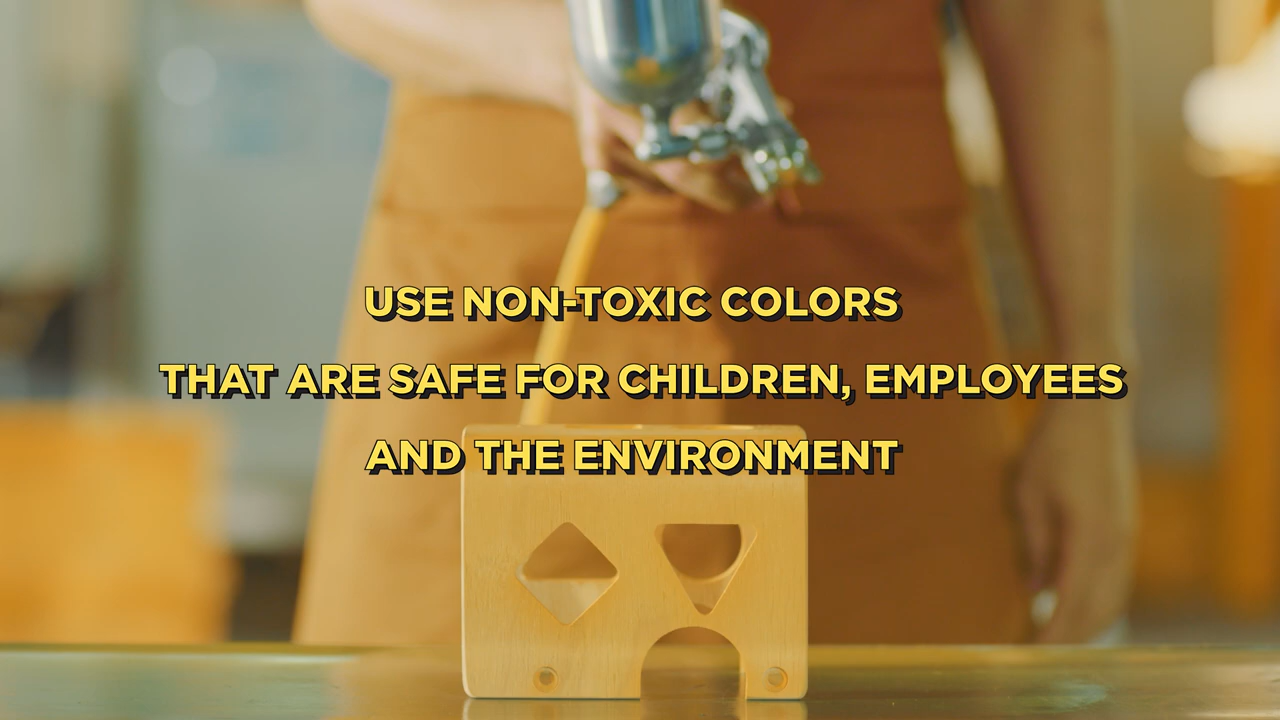 USE NON-TOXIC COLORS
THAT ARE SAFE FOR CHILDREN, EMPLOYEES
AND THE ENVIRONMENT